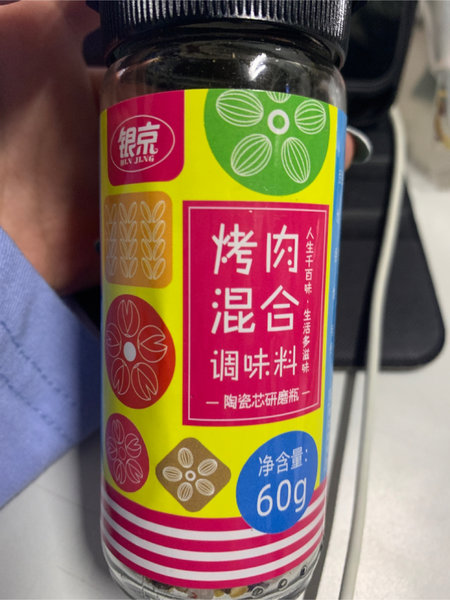 银京
YIN JING
烤肉
混合
调味料
人生千百味·生活多滋味
—陶瓷芯研磨瓶—
净含量:
60g